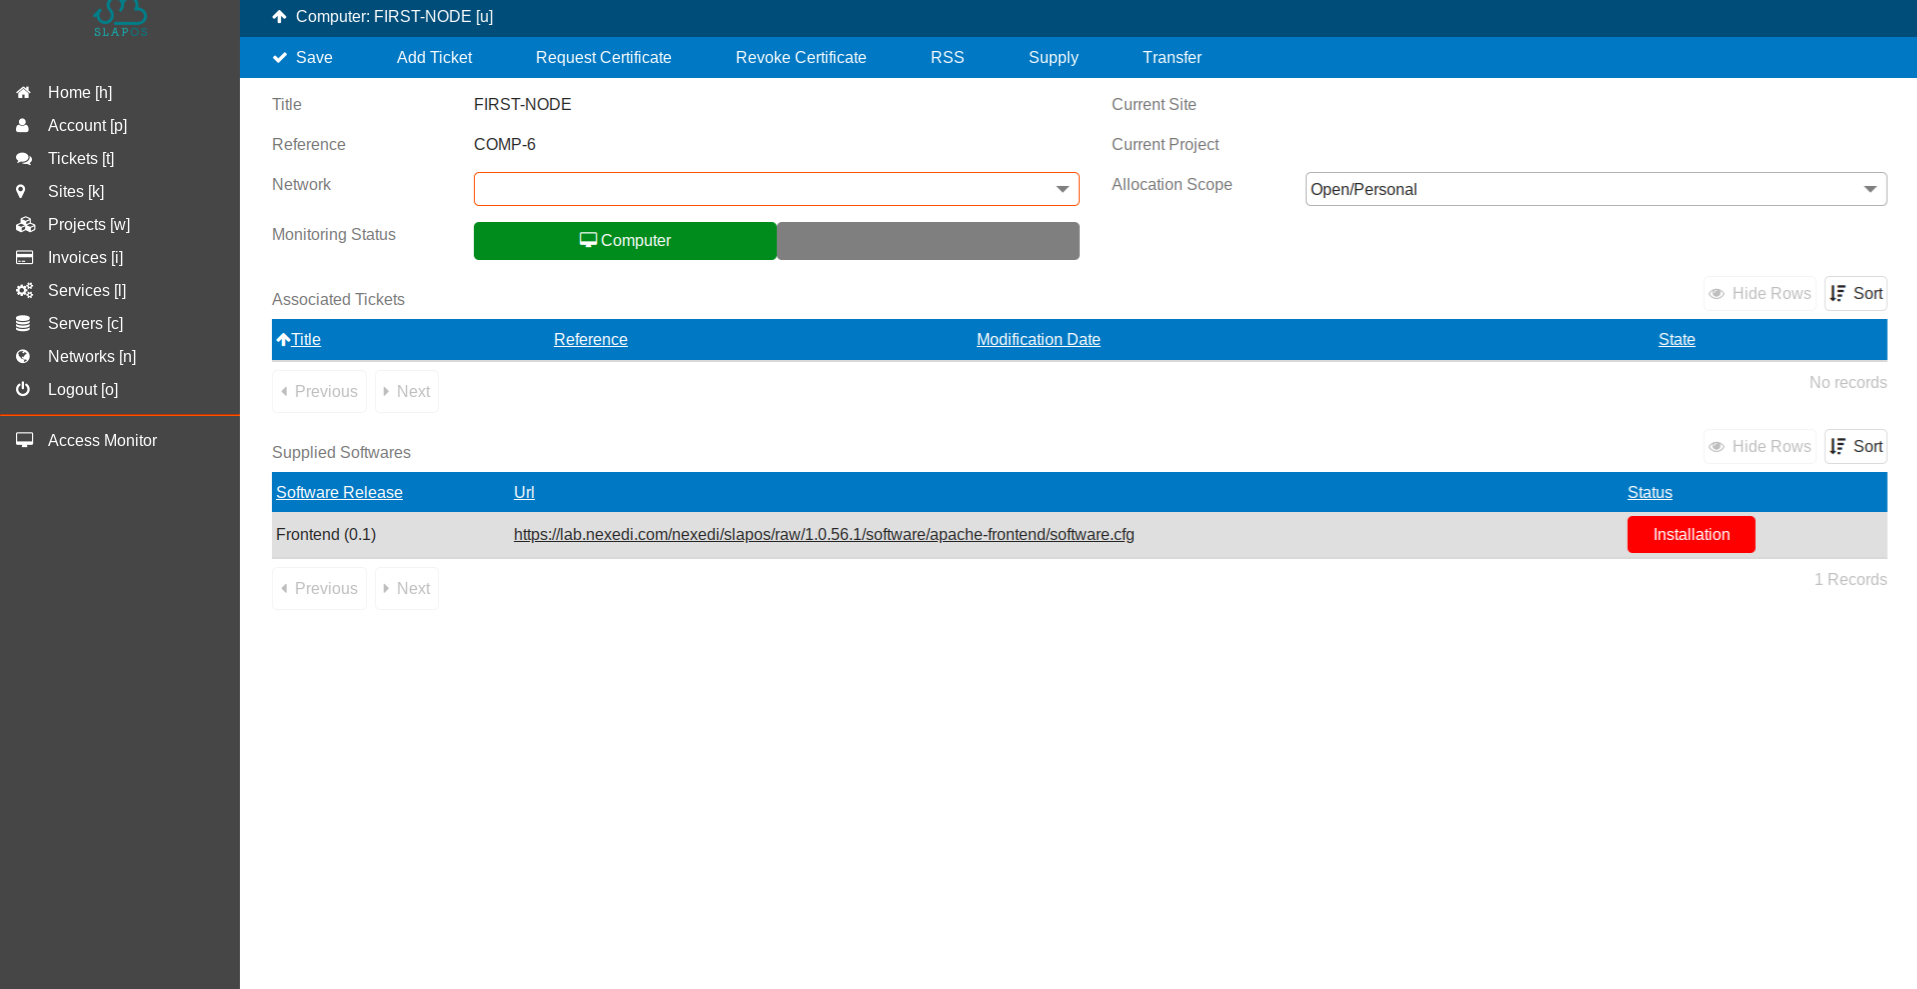 SLAPOS
Computer: FIRST-NODE [u]
Save Add Ticket Request Certificate Revoke Certificate RSS Supply Transfer
Home [h]
Account [p]
Tickets [t]
Sites [k]
Projects [w]
Invoices [i]
Services [l]
Servers [c]
Networks [n]
Logout [o]
Access Monitor
Title FIRST-NODE Current Site
Reference COMP-6 Current Project
Network Allocation Scope Open/Personal
Monitoring Status Computer
Associated Tickets Hide Rows Sort
Title Reference Modification Date State
Previous Next No records
Supplied Softwares Hide Rows Sort
Software Release Url Status
Frontend (0.1) https://lab.nexedi.com/nexedi/slapos/raw/1.0.56.1/software/apache-frontend/software.cfg Installation
Previous Next 1 Records